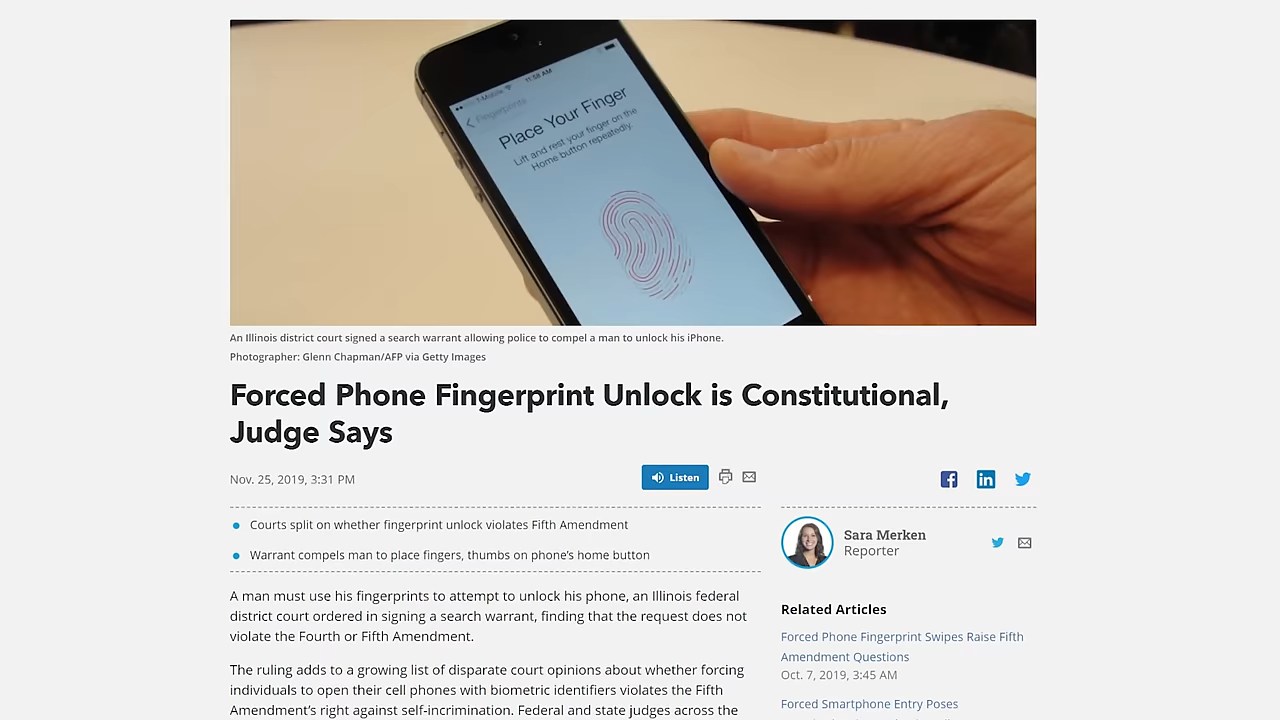 11:58 AM
T-Mobile
Fingerprints
Place Your Finger
Lift and rest your finger on the
Home button repeatedly.
An Illinois district court signed a search warrant allowing police to compel a man to unlock his iPhone.
Photographer: Glenn Chapman/AFP via Getty Images
Forced Phone Fingerprint Unlock is Constitutional,
Judge Says
Nov. 25, 2019, 3:31 PM
Listen
Courts split on whether fingerprint unlock violates Fifth Amendment
Warrant compels man to place fingers, thumbs on phone’s home button
A man must use his fingerprints to attempt to unlock his phone, an Illinois federal
district court ordered in signing a search warrant, finding that the request does not
violate the Fourth or Fifth Amendment.
The ruling adds to a growing list of disparate court opinions about whether forcing
individuals to open their cell phones with biometric identifiers violates the Fifth
Amendment’s right against self-incrimination. Federal and state judges across the
Sara Merken
Reporter
Related Articles
Forced Phone Fingerprint Swipes Raise Fifth
Amendment Questions
Oct. 7, 2019, 3:45 AM
Forced Smartphone Entry Poses